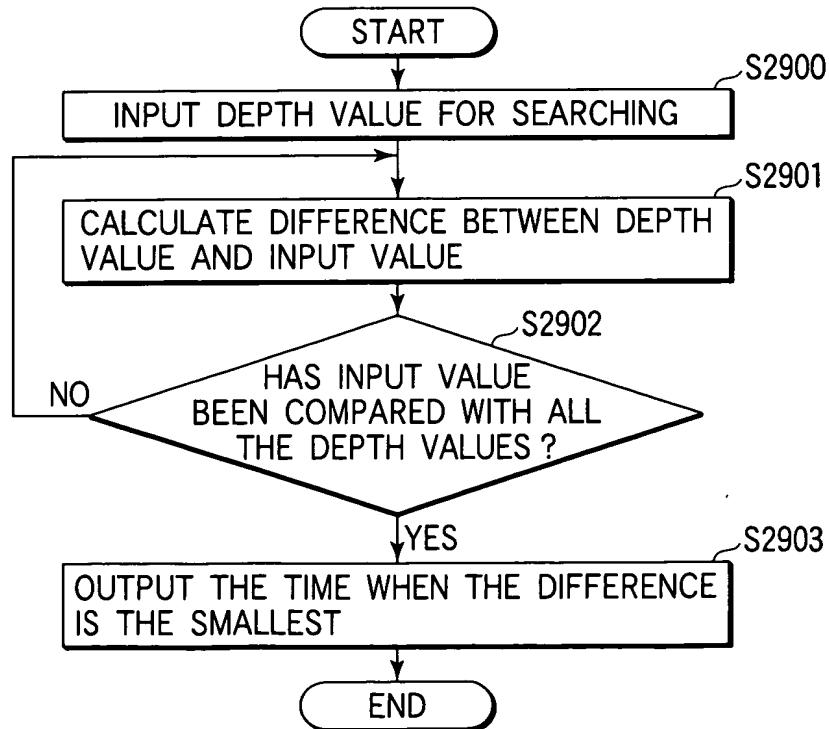 START
S2900
INPUT DEPTH VALUE FOR SEARCHING
S2901
CALCULATE DIFFERENCE BETWEEN DEPTH
VALUE AND INPUT VALUE
S2902
HAS INPUT VALUE
BEEN COMPARED WITH ALL
THE DEPTH VALUES?
NO
YES
S2903
OUTPUT THE TIME WHEN THE DIFFERENCE
IS THE SMALLEST
END